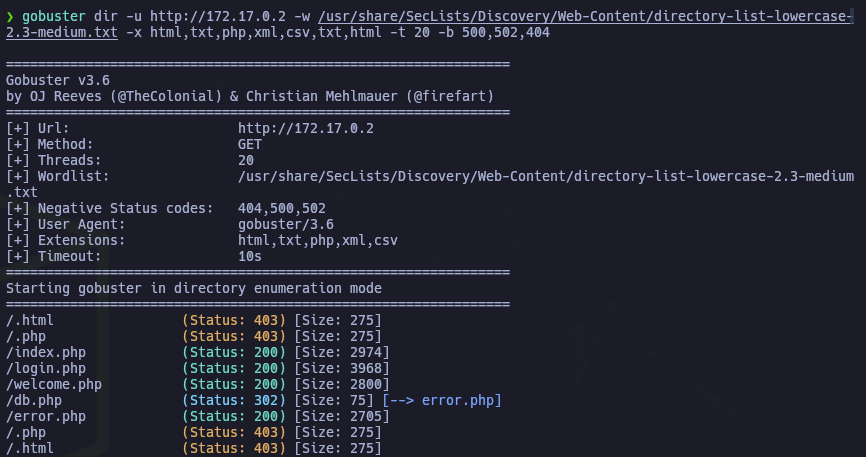 ❯ gobuster dir -u http://172.17.0.2 -w /usr/share/SecLists/Discovery/Web-Content/directory-list-lowercase-
2.3-medium.txt -x html,txt,php,xml,csv,txt,html -t 20 -b 500,502,404
===============================================================
Gobuster v3.6
by OJ Reeves (@TheColonial) & Christian Mehlmauer (@firefart)
===============================================================
[+] Url:                     http://172.17.0.2
[+] Method:                  GET
[+] Threads:                 20
[+] Wordlist:                /usr/share/SecLists/Discovery/Web-Content/directory-list-lowercase-2.3-medium
.txt
[+] Negative Status codes:   404,500,502
[+] User Agent:              gobuster/3.6
[+] Extensions:              html,txt,php,xml,csv
[+] Timeout:                 10s
===============================================================
Starting gobuster in directory enumeration mode
===============================================================
/.html                (Status: 403) [Size: 275]
/.php                 (Status: 403) [Size: 275]
/index.php            (Status: 200) [Size: 2974]
/login.php            (Status: 200) [Size: 3968]
/welcome.php          (Status: 200) [Size: 2800]
/db.php               (Status: 302) [Size: 75] [--> error.php]
/error.php            (Status: 200) [Size: 2705]
/.php                 (Status: 403) [Size: 275]
/.html                (Status: 403) [Size: 275]